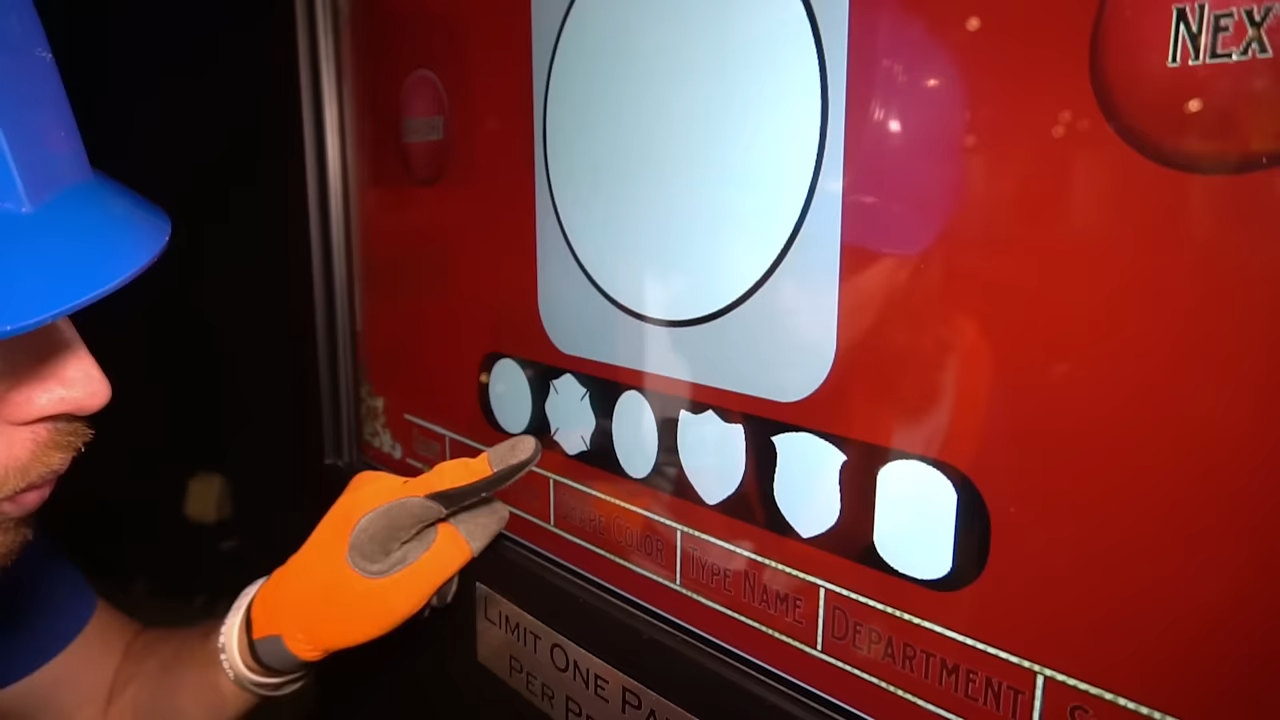 NEX
SHAPE COLOR
TYPE NAME
DEPARTMENT
LIMIT ONE PA
PER P